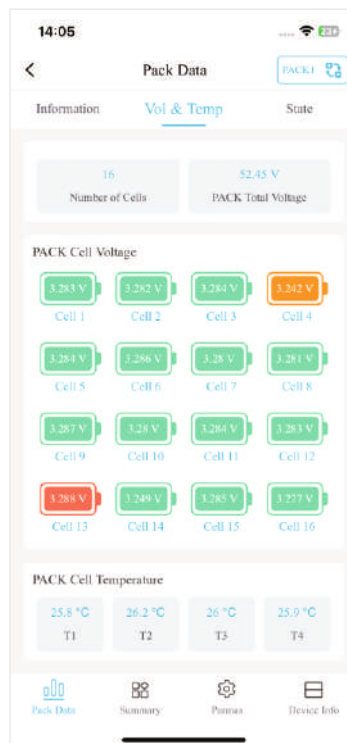 14:05
Pack Data
PACK1
Information Vol & Temp State
16 52.45 V
Number of Cells PACK Total Voltage
PACK Cell Voltage
3.283 V 3.282 V 3.284 V 3.242 V
Cell 1 Cell 2 Cell 3 Cell 4
3.284 V 3.286 V 3.28 V 3.281 V
Cell 5 Cell 6 Cell 7 Cell 8
3.287 V 3.28 V 3.284 V 3.283 V
Cell 9 Cell 10 Cell 11 Cell 12
3.288 V 3.249 V 3.285 V 3.277 V
Cell 13 Cell 14 Cell 15 Cell 16
PACK Cell Temperature
25.8 °C 26.2 °C 26 °C 25.9 °C
T1 T2 T3 T4
Pack Data Summary Device Info